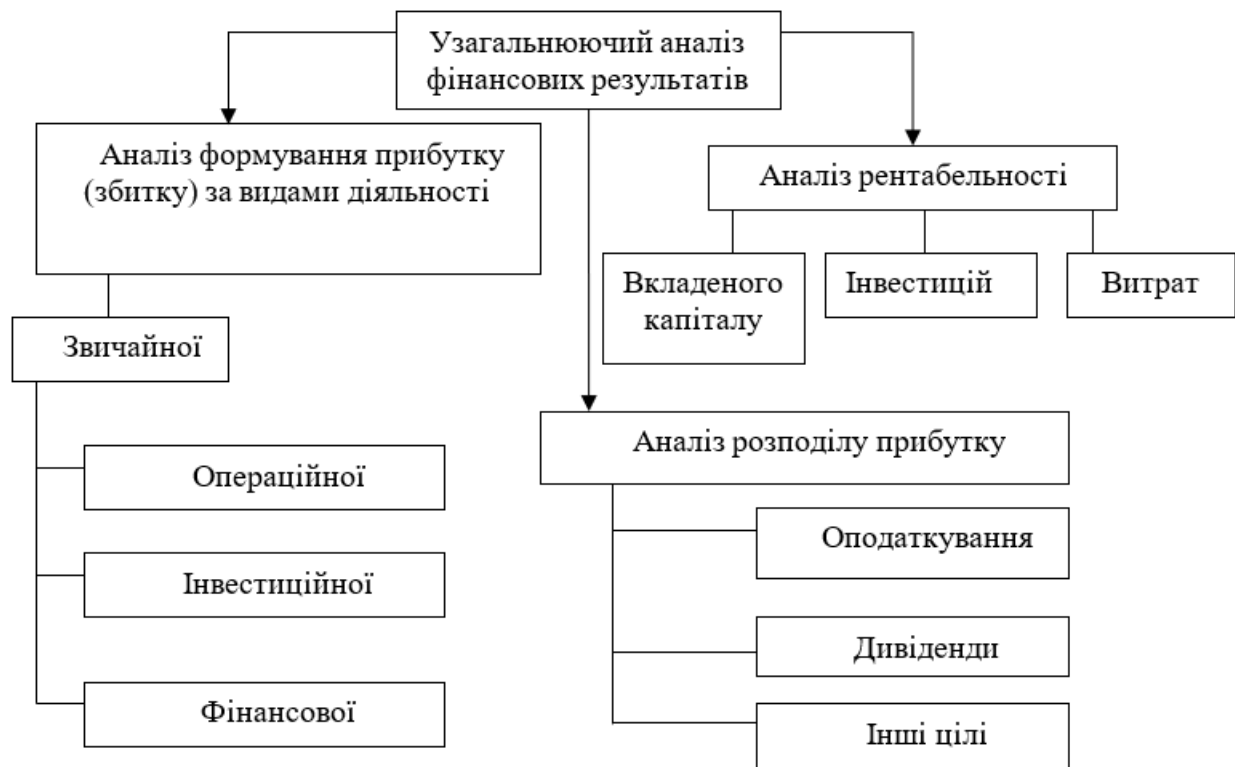 Узагальнюючий аналіз
фінансових результатів
Аналіз формування прибутку
(збитку) за видами діяльності
Аналіз рентабельності
Вкладеного
капіталу
Інвестицій
Витрат
Звичайної
Операційної
Інвестиційної
Фінансової
Аналіз розподілу прибутку
Оподаткування
Дивіденди
Інші цілі